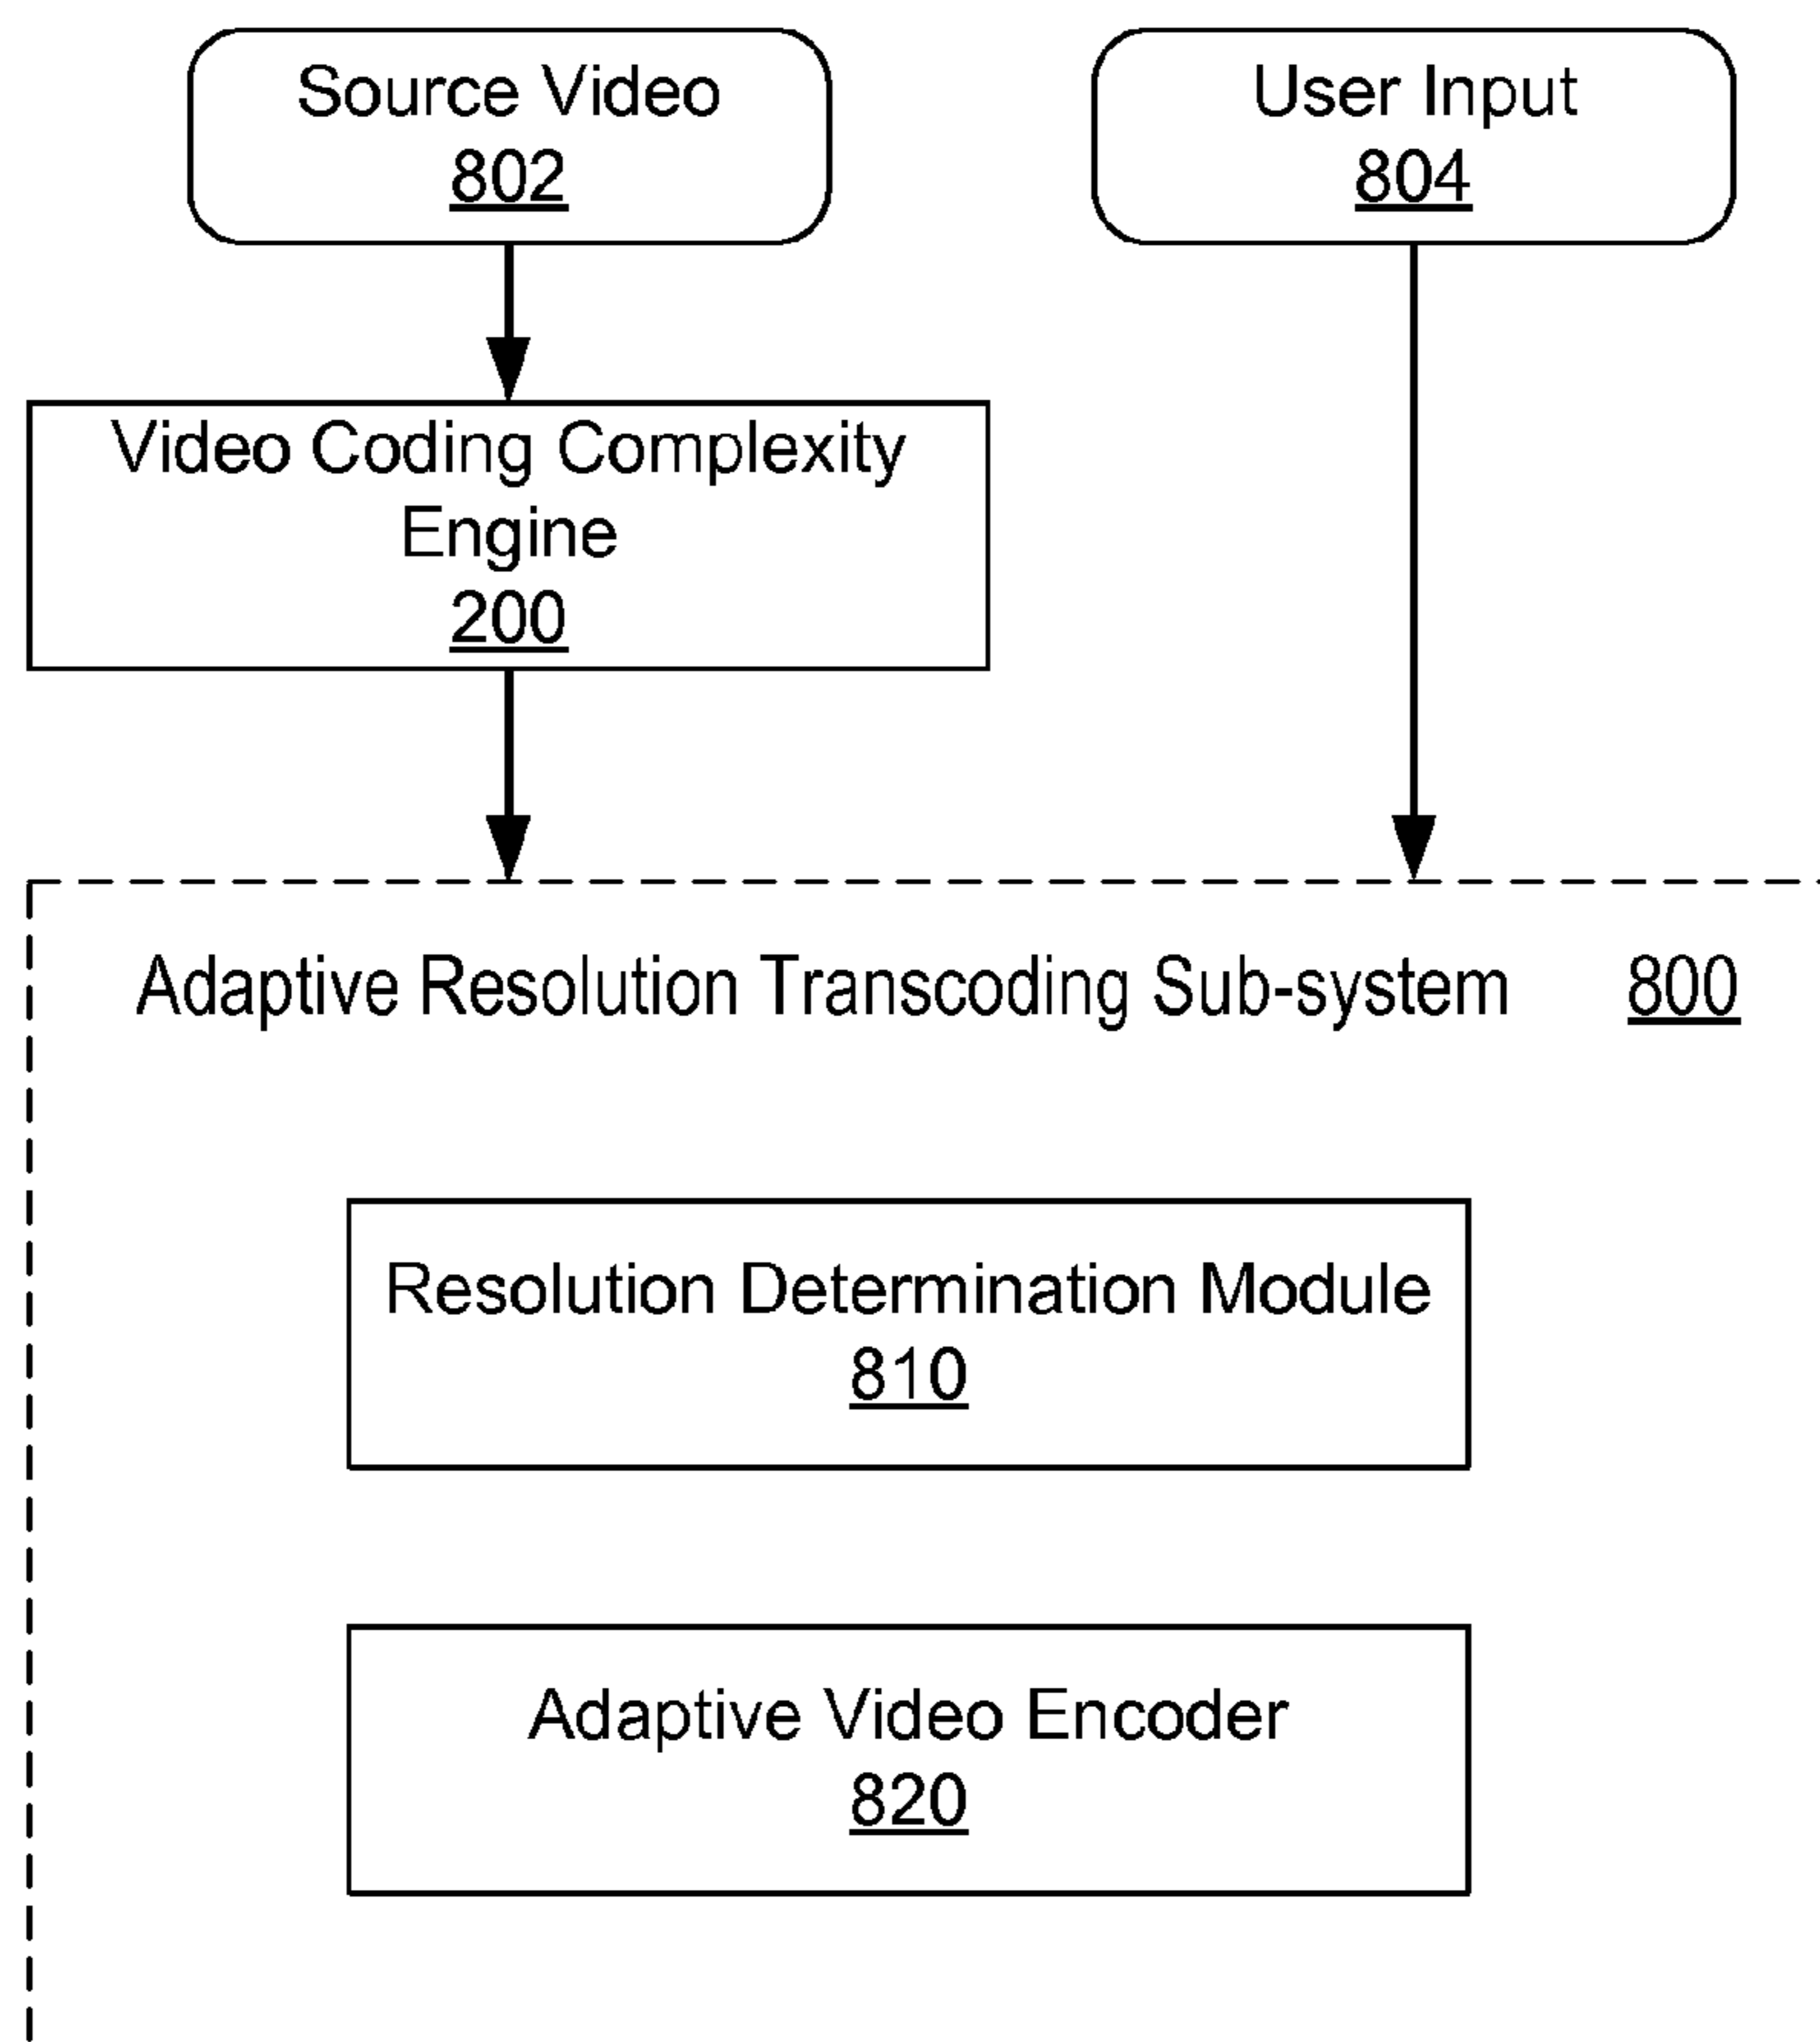 Source Video
802
User Input
804
Video Coding Complexity
Engine
200
Adaptive Resolution Transcoding Sub-system 800
Resolution Determination Module
810
Adaptive Video Encoder
820